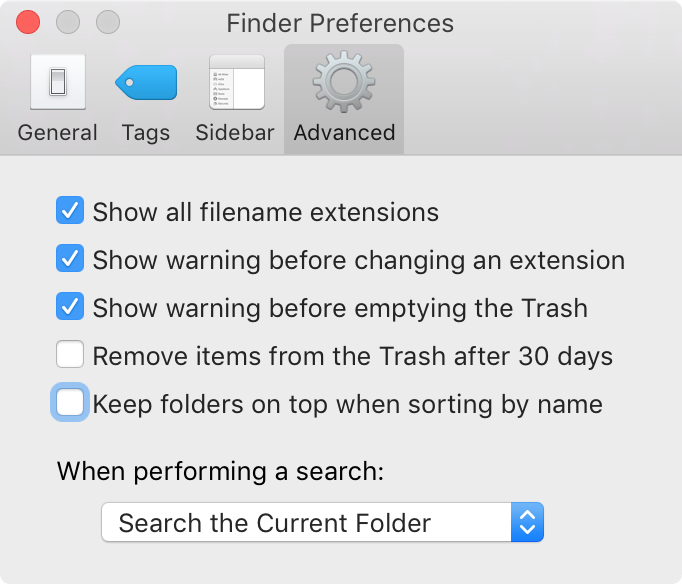 Finder Preferences
General Tags Sidebar Advanced
Show all filename extensions
Show warning before changing an extension
Show warning before emptying the Trash
Remove items from the Trash after 30 days
Keep folders on top when sorting by name
When performing a search:
Search the Current Folder